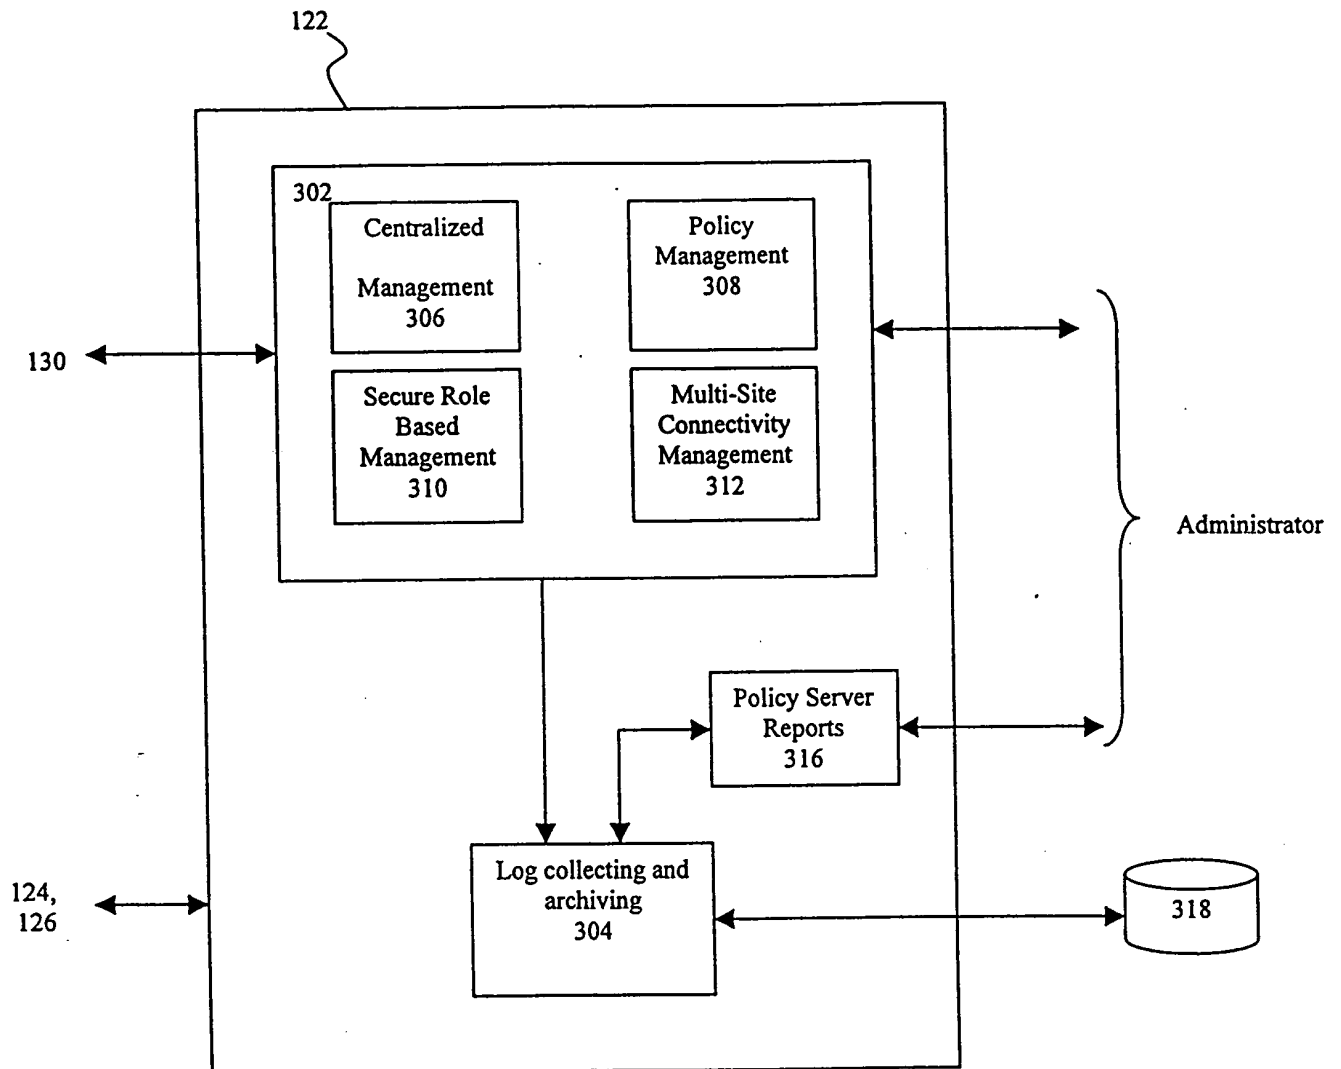 122
302
Centralized
Management
306
Policy
Management
308
130
Secure Role
Based
Management
310
Multi-Site
Connectivity
Management
312
Administrator
Policy Server
Reports
316
Log collecting and
archiving
304
124,
126
318